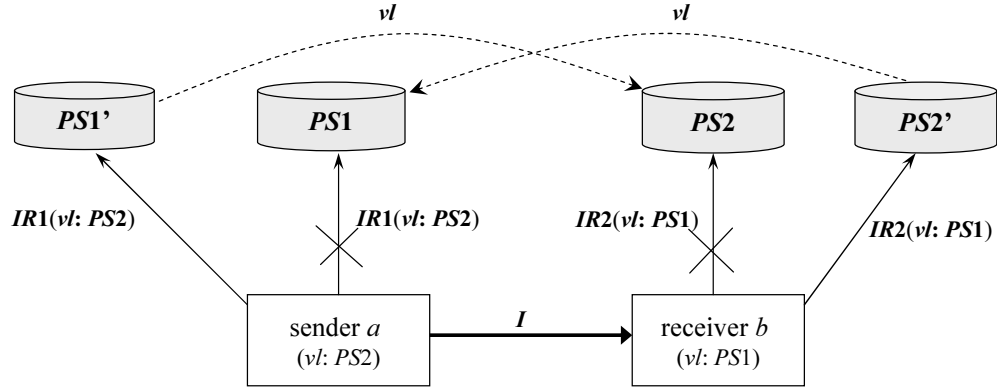 vl
vl
PS1’
PS1
PS2
PS2’
IR1(vl: PS2)
IR1(vl: PS2)
IR2(vl: PS1)
IR2(vl: PS1)
sender a
(vl: PS2)
I
receiver b
(vl: PS1)